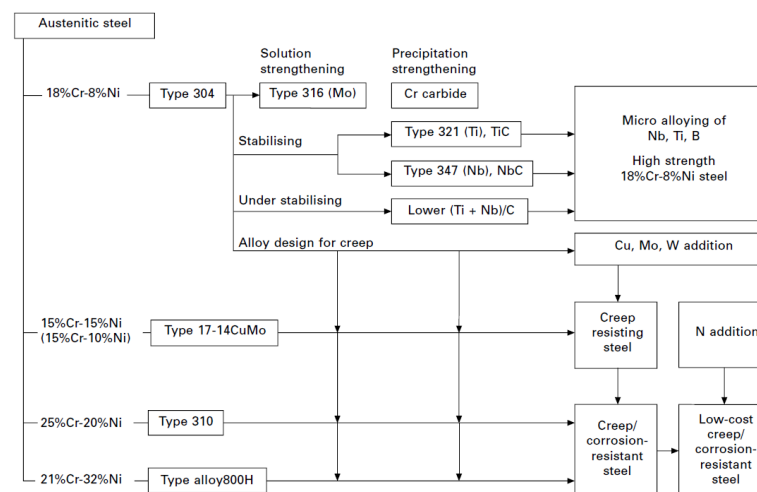 Austenitic steel
Solution
strengthening
Precipitation
strengthening
18%Cr-8%Ni
Type 304
Type 316 (Mo)
Cr carbide
Micro alloying of
Nb, Ti, B
High strength
18%Cr-8%Ni steel
Stabilising
Type 321 (Ti), TiC
Type 347 (Nb), NbC
Under stabilising
Lower (Ti + Nb)/C
Alloy design for creep
Cu, Mo, W addition
15%Cr-15%Ni
(15%Cr-10%Ni)
Type 17-14CuMo
Creep
resisting
steel
N addition
25%Cr-20%Ni
Type 310
Creep/
corrosion-
resistant
steel
Low-cost
creep/
corrosion-
resistant
steel
21%Cr-32%Ni
Type alloy800H